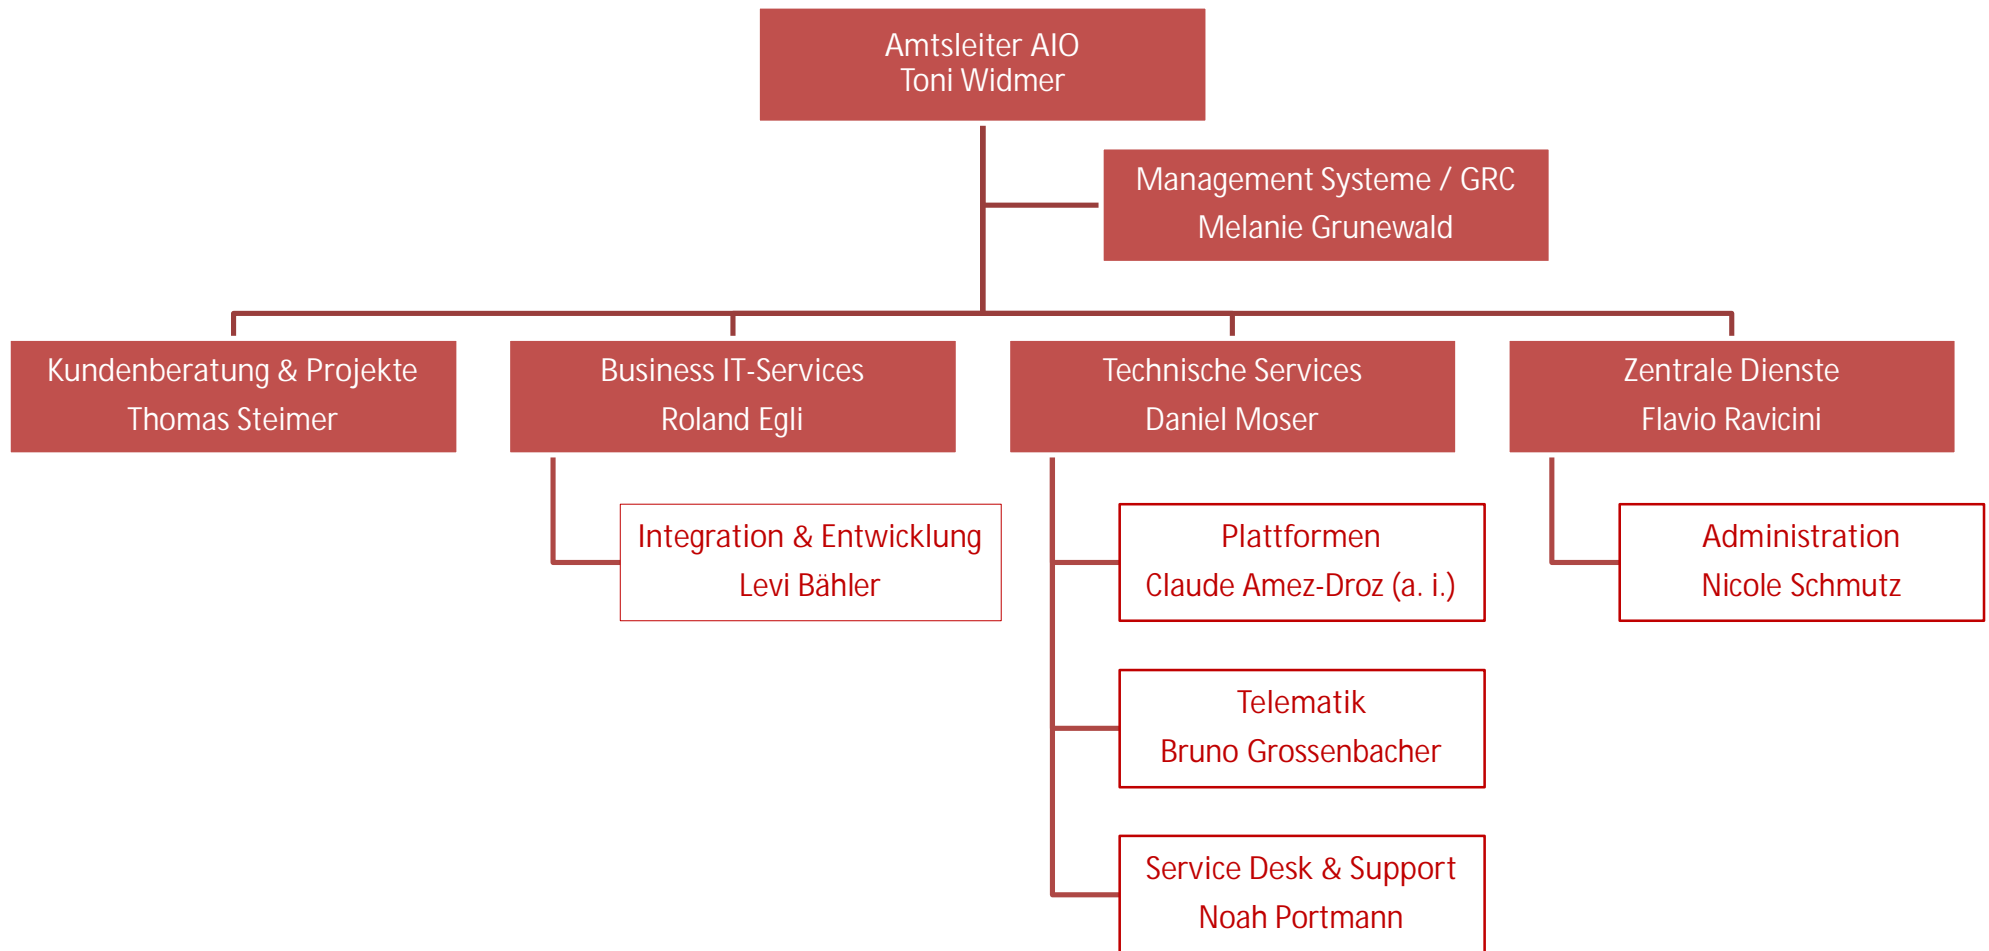 Amtsleiter AIO
Toni Widmer
Management Systeme / GRC
Melanie Grunewald
Kundenberatung & Projekte
Thomas Steimer
Business IT-Services
Roland Egli
Technische Services
Daniel Moser
Zentrale Dienste
Flavio Ravicini
Integration & Entwicklung
Levi Bähler
Plattformen
Claude Amez-Droz (a. i.)
Administration
Nicole Schmutz
Telematik
Bruno Grossenbacher
Service Desk & Support
Noah Portmann